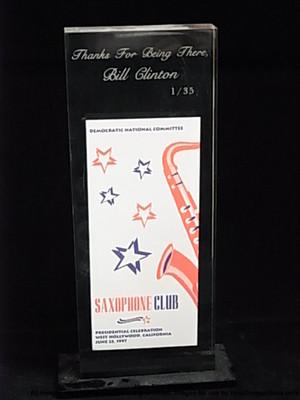 Thanks For Being There,
Bill Clinton
1/35
DEMOCRATIC NATIONAL COMMITTEE
SAXOPHONE CLUB
PRESIDENTIAL CELEBRATION
WEST HOLLYWOOD, CALIFORNIA
JUNE 23, 1997